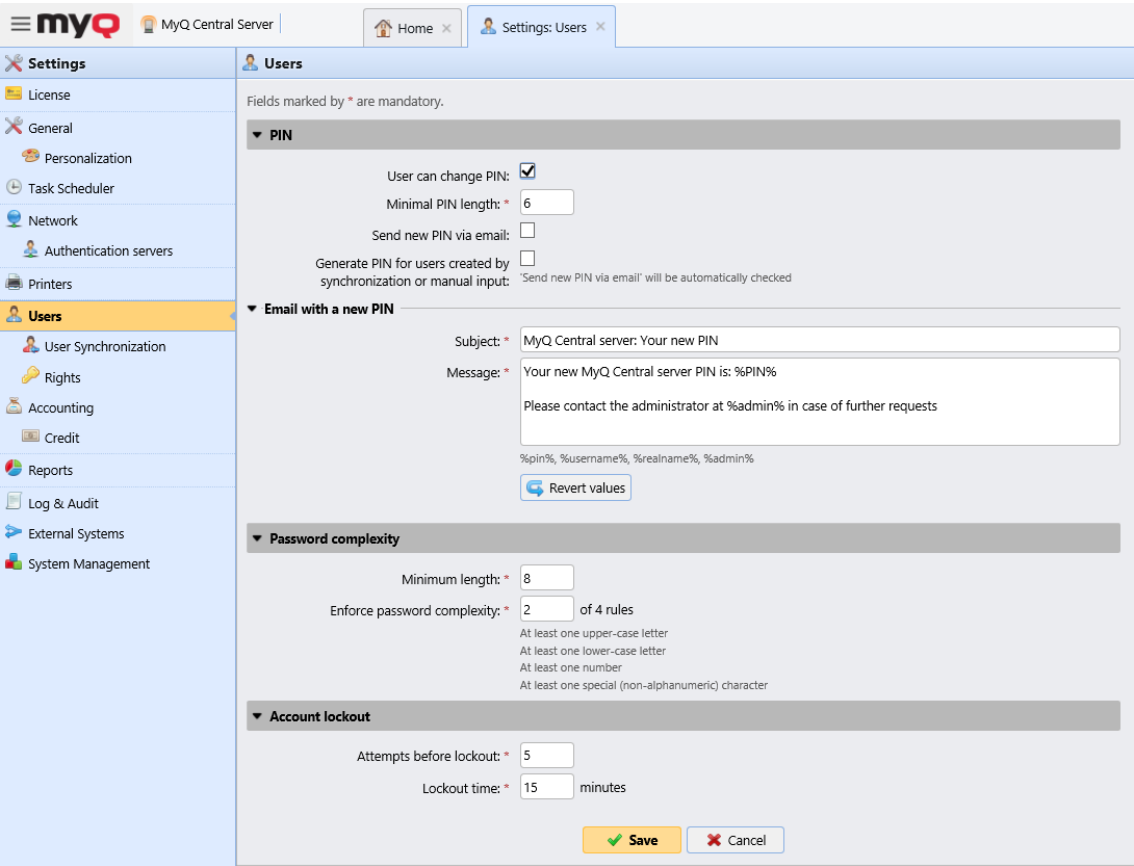 myQ MyQ Central Server Home × Settings: Users ×
Settings
License
General
Personalization
Task Scheduler
Network
Authentication servers
Printers
Users
User Synchronization
Rights
Accounting
Credit
Reports
Log & Audit
External Systems
System Management
Users
Fields marked by * are mandatory.
PIN
User can change PIN:
Minimal PIN length: * 6
Send new PIN via email:
Generate PIN for users created by
synchronization or manual input:
'Send new PIN via email' will be automatically checked
Email with a new PIN
Subject: * MyQ Central server: Your new PIN
Message: * Your new MyQ Central server PIN is: %PIN%
Please contact the administrator at %admin% in case of further requests
%pin%, %username%, %realname%, %admin%
Revert values
Password complexity
Minimum length: * 8
Enforce password complexity: * 2 of 4 rules
At least one upper-case letter
At least one lower-case letter
At least one number
At least one special (non-alphanumeric) character
Account lockout
Attempts before lockout: * 5
Lockout time: * 15 minutes
Save Cancel